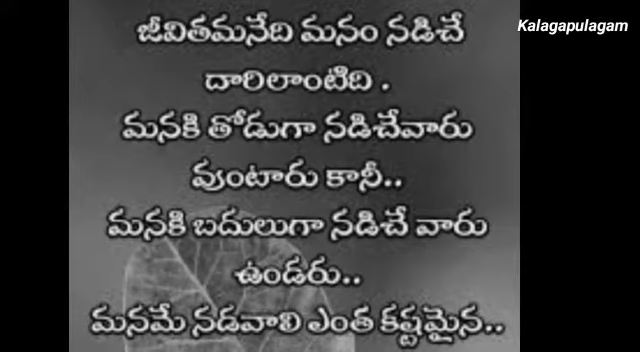 Kalagapulagam
జీవితమనేది మనం నడిచే
దారిలాంటిది .
మనకి తోడుగా నడిచేవారు
వుంటారు కానీ..
మనకి బదులుగా నడిచే వారు
ఉండరు..
మనమే నడవాలి ఎంత కష్టమైన..